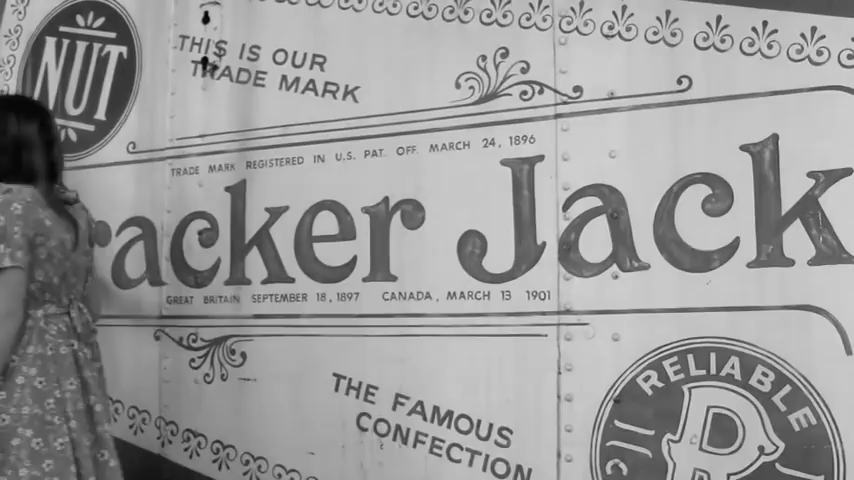 NUT
THIS IS OUR
TRADE MARK
TRADE MARK REGISTERED IN U.S. PAT. OFF. MARCH 24, 1896
racker Jack
GREAT BRITAIN SEPTEMBER 18, 1897 CANADA, MARCH 13 1901
THE FAMOUS
CONFECTION
RELIABLE
R